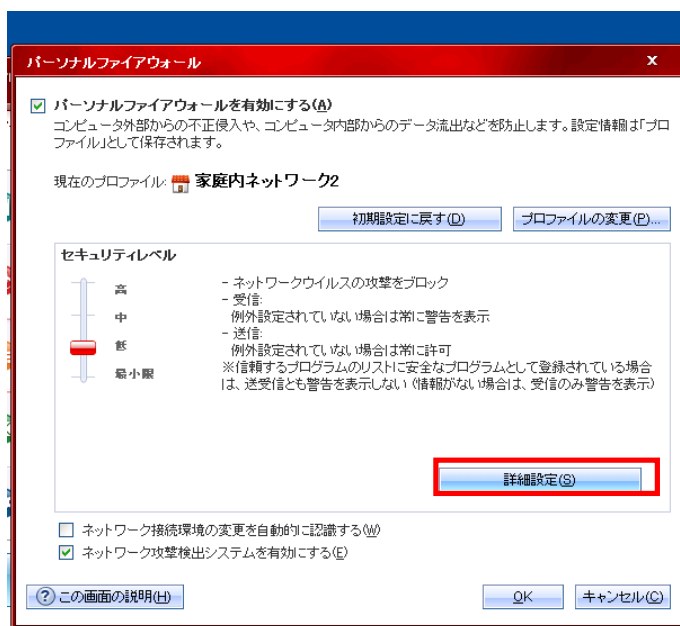 パーソナルファイアウォール x
パーソナルファイアウォールを有効にする(A)
コンピュータ外部からの不正侵入や、コンピュータ内部からのデータ流出などを防止します。設定情報は「プロ
ファイル」として保存されます。
現在のプロファイル: 家庭内ネットワーク2
初期設定に戻す(D) プロファイルの変更(P)...
セキュリティレベル
高
中
低
最小限
- ネットワークウイルスの攻撃をブロック
- 受信:
例外設定されていない場合は常に警告を表示
- 送信:
例外設定されていない場合は常に許可
※信頼するプログラムのリストに安全なプログラムとして登録されている場合
は、送受信とも警告を表示しない (情報がない場合は、受信のみ警告を表示)
詳細設定(S)
ネットワーク接続環境の変更を自動的に認識する(W)
ネットワーク攻撃検出システムを有効にする(E)
? この画面の説明(H) OK キャンセル(C)